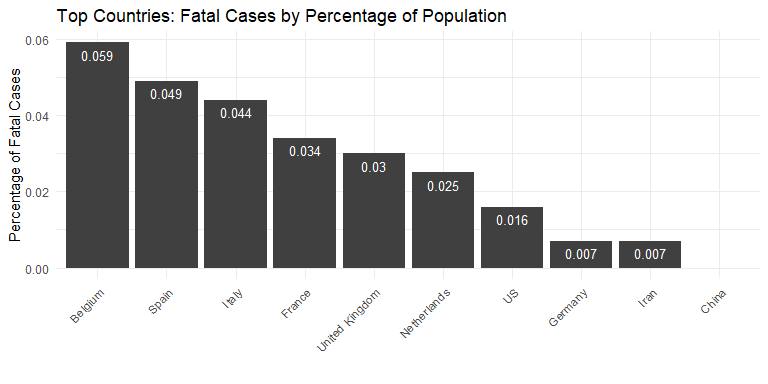 Top Countries: Fatal Cases by Percentage of Population
Percentage of Fatal Cases
0.06
0.04
0.02
0.00
0.059
0.049
0.044
0.034
0.03
0.025
0.016
0.007
0.007
Belgium
Spain
Italy
France
United Kingdom
Netherlands
US
Germany
Iran
China